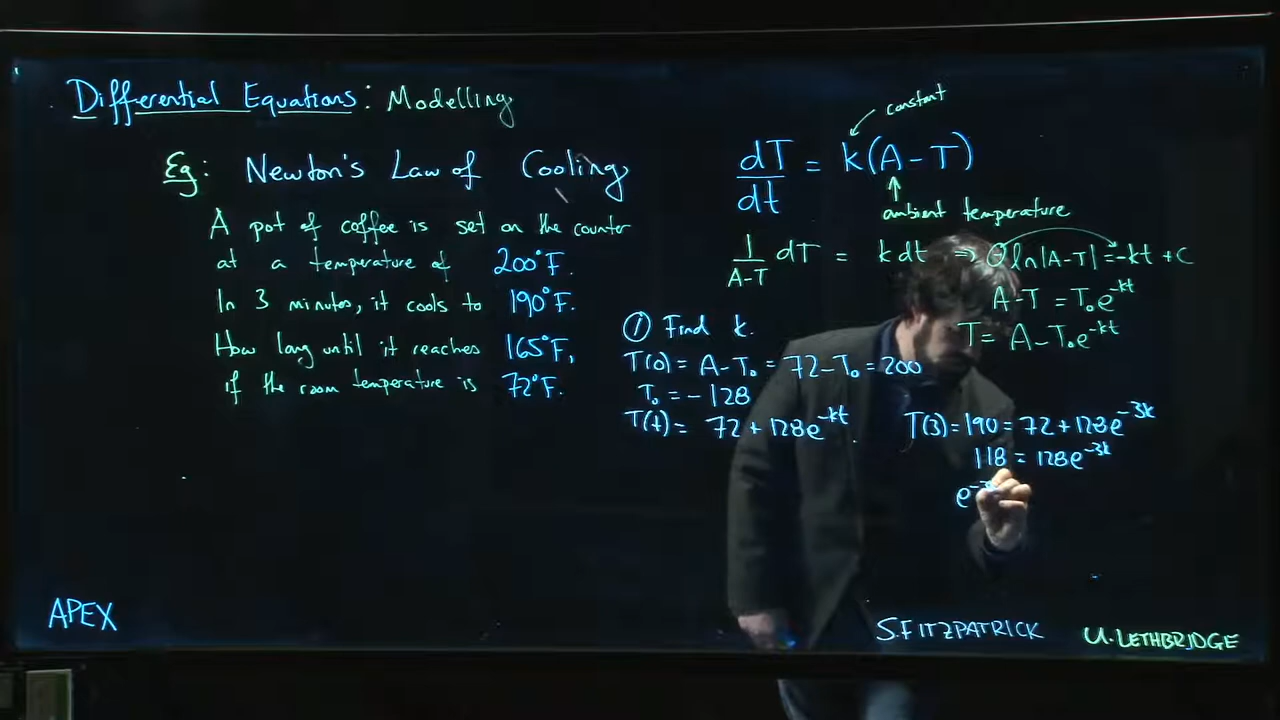 Differential Equations: Modelling
Eg: Newton's Law of Cooling
A pot of coffee is set on the counter
at a temperature of 200°F.
In 3 minutes, it cools to 190°F.
How long until it reaches 165°F,
if the room temperature is 72°F.
constant
dT/dt = k(A-T)
ambient temperature
1/(A-T) dT = k dt ⇒ -ln|A-T| = -kt + C
A-T = T₀e^-kt
T = A - T₀e^-kt
① Find k.
T(0) = A - T₀ = 72 - T₀ = 200
T₀ = - 128
T(t) = 72 + 128e^-kt.
T(3) = 190 = 72 + 128e^-3k
118 = 128e^-3k
APEX
S.FITZPATRICK
U.LETHBRIDGE